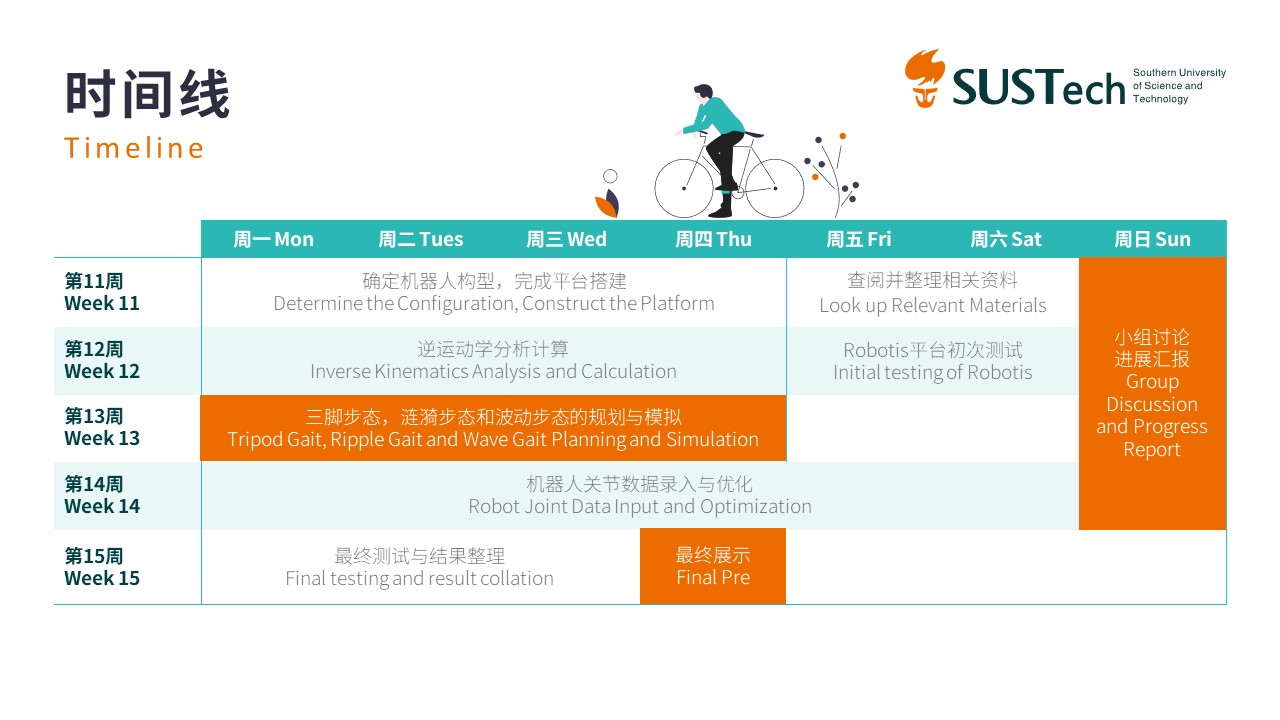 时间线
Timeline
SUSTech
Southern University
of Science and
Technology
周一 Mon
周二 Tues
周三 Wed
周四 Thu
周五 Fri
周六 Sat
周日 Sun
第11周
Week 11
确定机器人构型，完成平台搭建
Determine the Configuration, Construct the Platform
查阅并整理相关资料
Look up Relevant Materials
小组讨论
进展汇报
Group
Discussion
and Progress
Report
第12周
Week 12
逆运动学分析计算
Inverse Kinematics Analysis and Calculation
Robotis平台初次测试
Initial testing of Robotis
第13周
Week 13
三脚步态，涟漪步态和波动步态的规划与模拟
Tripod Gait, Ripple Gait and Wave Gait Planning and Simulation
第14周
Week 14
机器人关节数据录入与优化
Robot Joint Data Input and Optimization
第15周
Week 15
最终测试与结果整理
Final testing and result collation
最终展示
Final Pre